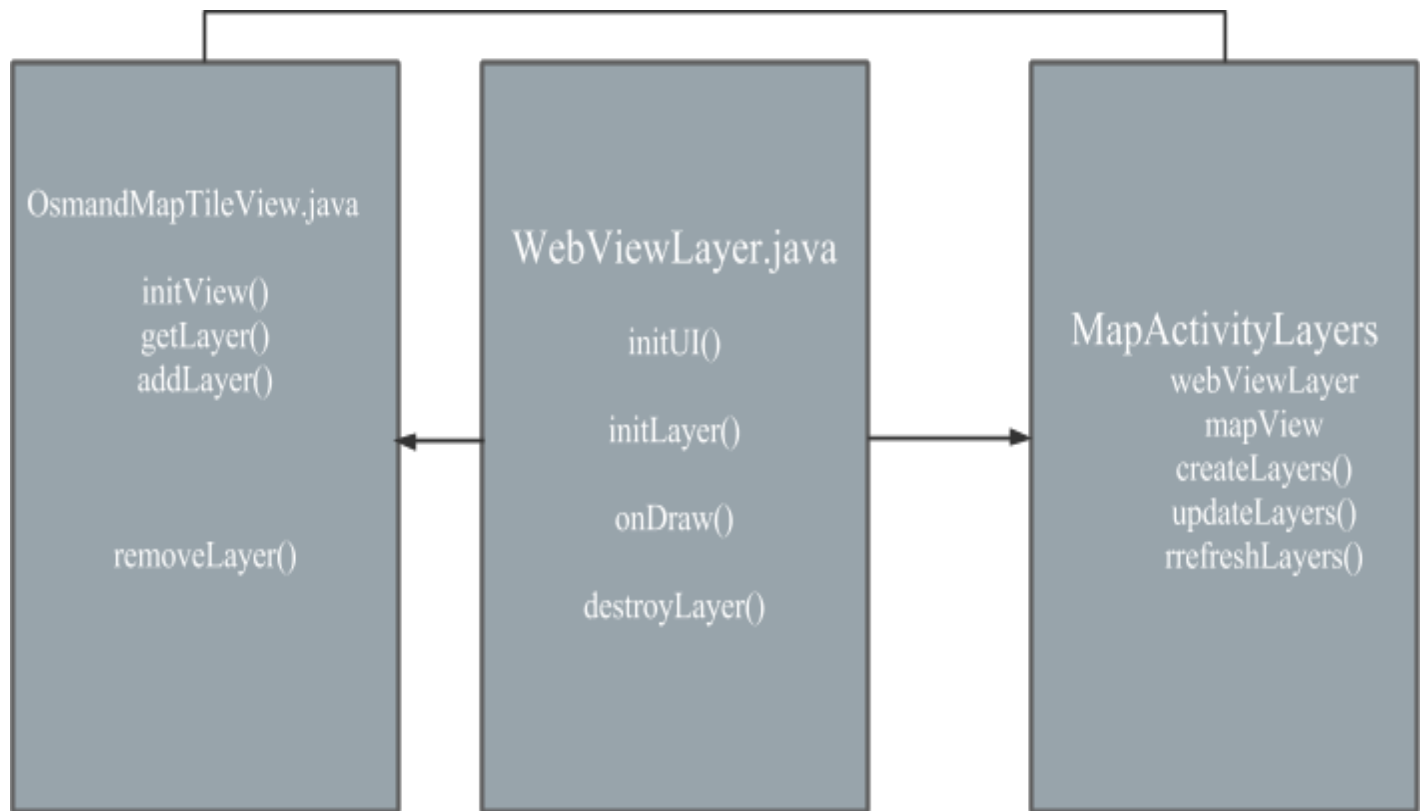 OsmandMapTileView.java
initView()
getLayer()
addLayer()
removeLayer()
WebViewLayer.java
initUI()
initLayer()
onDraw()
destroyLayer()
MapActivityLayers
webViewLayer
mapView
createLayers()
updateLayers()
rrefreshLayers()